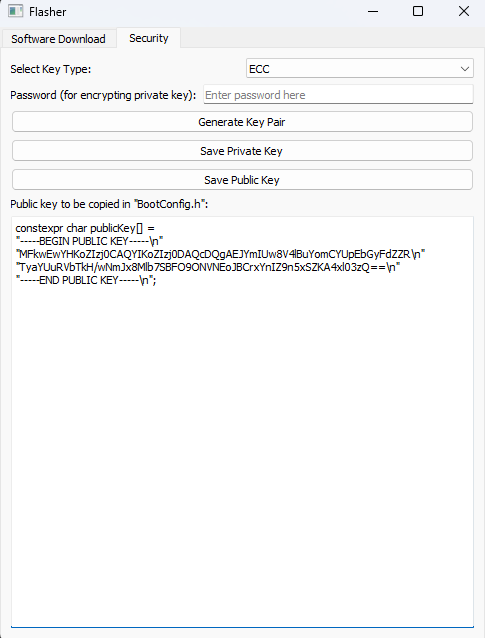 Flasher
Software Download
Security
Select Key Type:
ECC
Password (for encrypting private key):
Enter password here
Generate Key Pair
Save Private Key
Save Public Key
Public key to be copied in "BootConfig.h":
constexpr char publicKey[] =
"-----BEGIN PUBLIC KEY-----\n"
"MFkwEwYHKoZIzj0CAQYIKoZIzj0DAQcDQgAEJYmIUw8V4lBuYomCYUpEbGyFdZZR\n"
"TyaYUuRVbTkH/wNmJx8Mlb7SBFO9ONVNEoJBCrxYnIZ9n5xSZKA4xl03zQ==\n"
"-----END PUBLIC KEY-----\n";